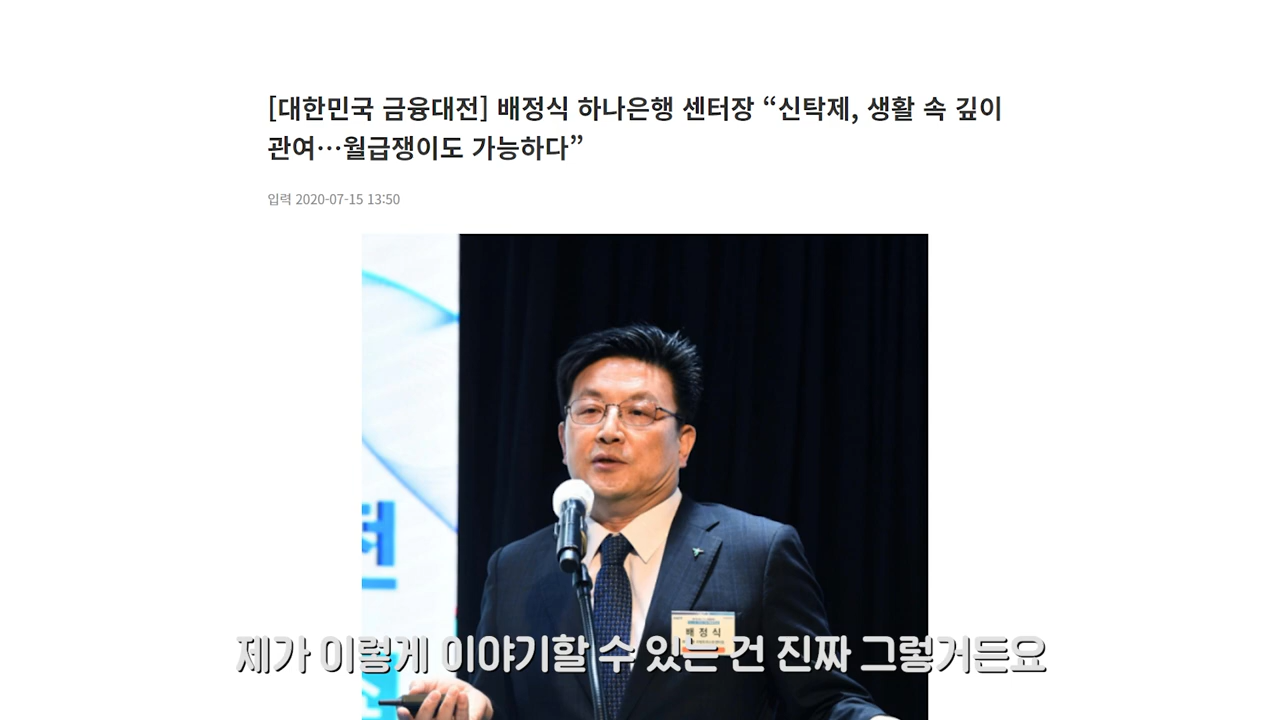 [대한민국 금융대전] 배정식 하나은행 센터장 “신탁제, 생활 속 깊이
관여…월급쟁이도 가능하다”
입력 2020-07-15 13:50
전
배 정 식
제가 이렇게 이야기할 수 있는 건 진짜 그렇거든요